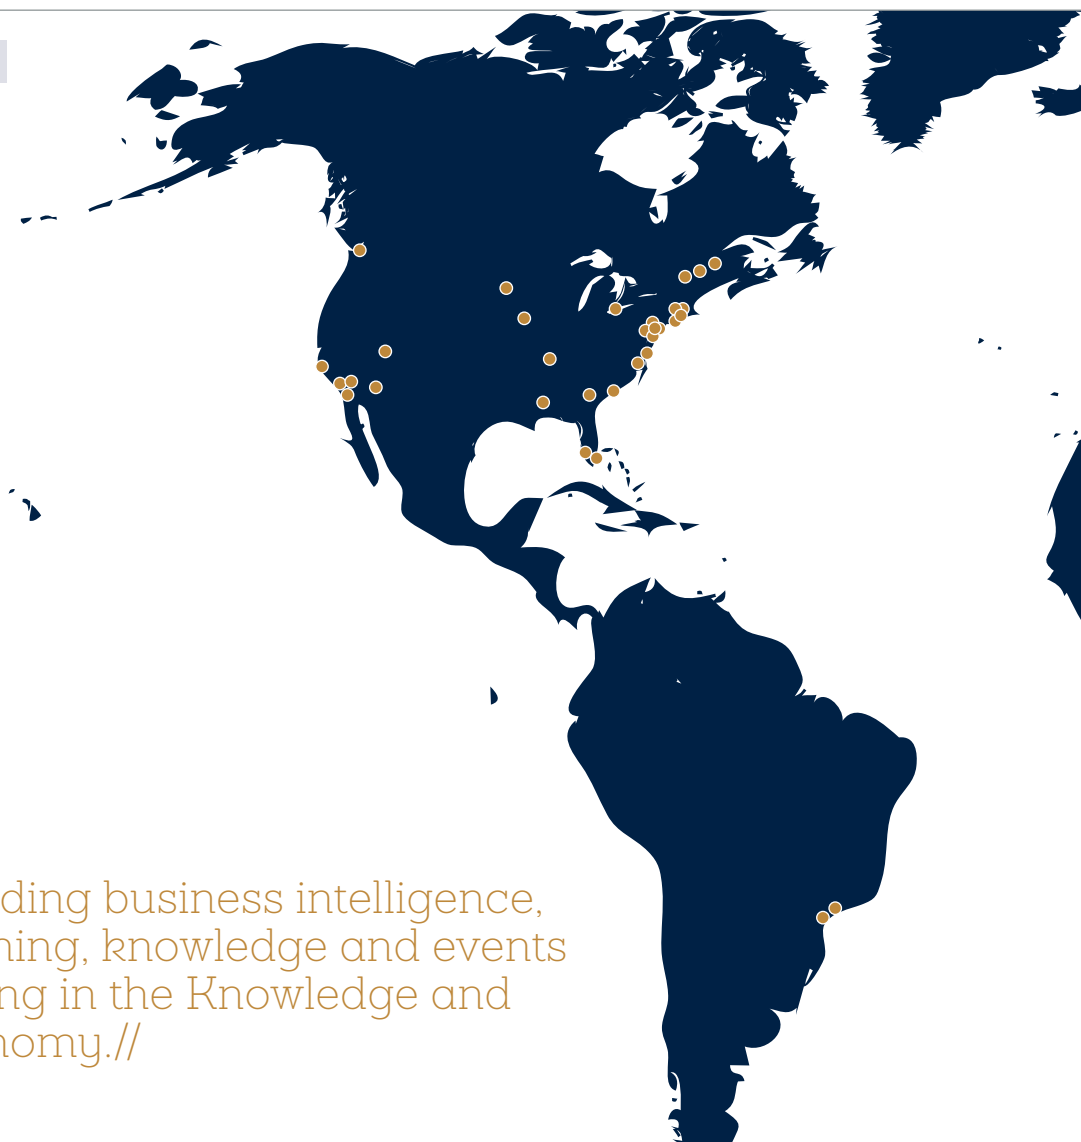 ding business intelligence,
ning, knowledge and events
ng in the Knowledge and
nomy.//